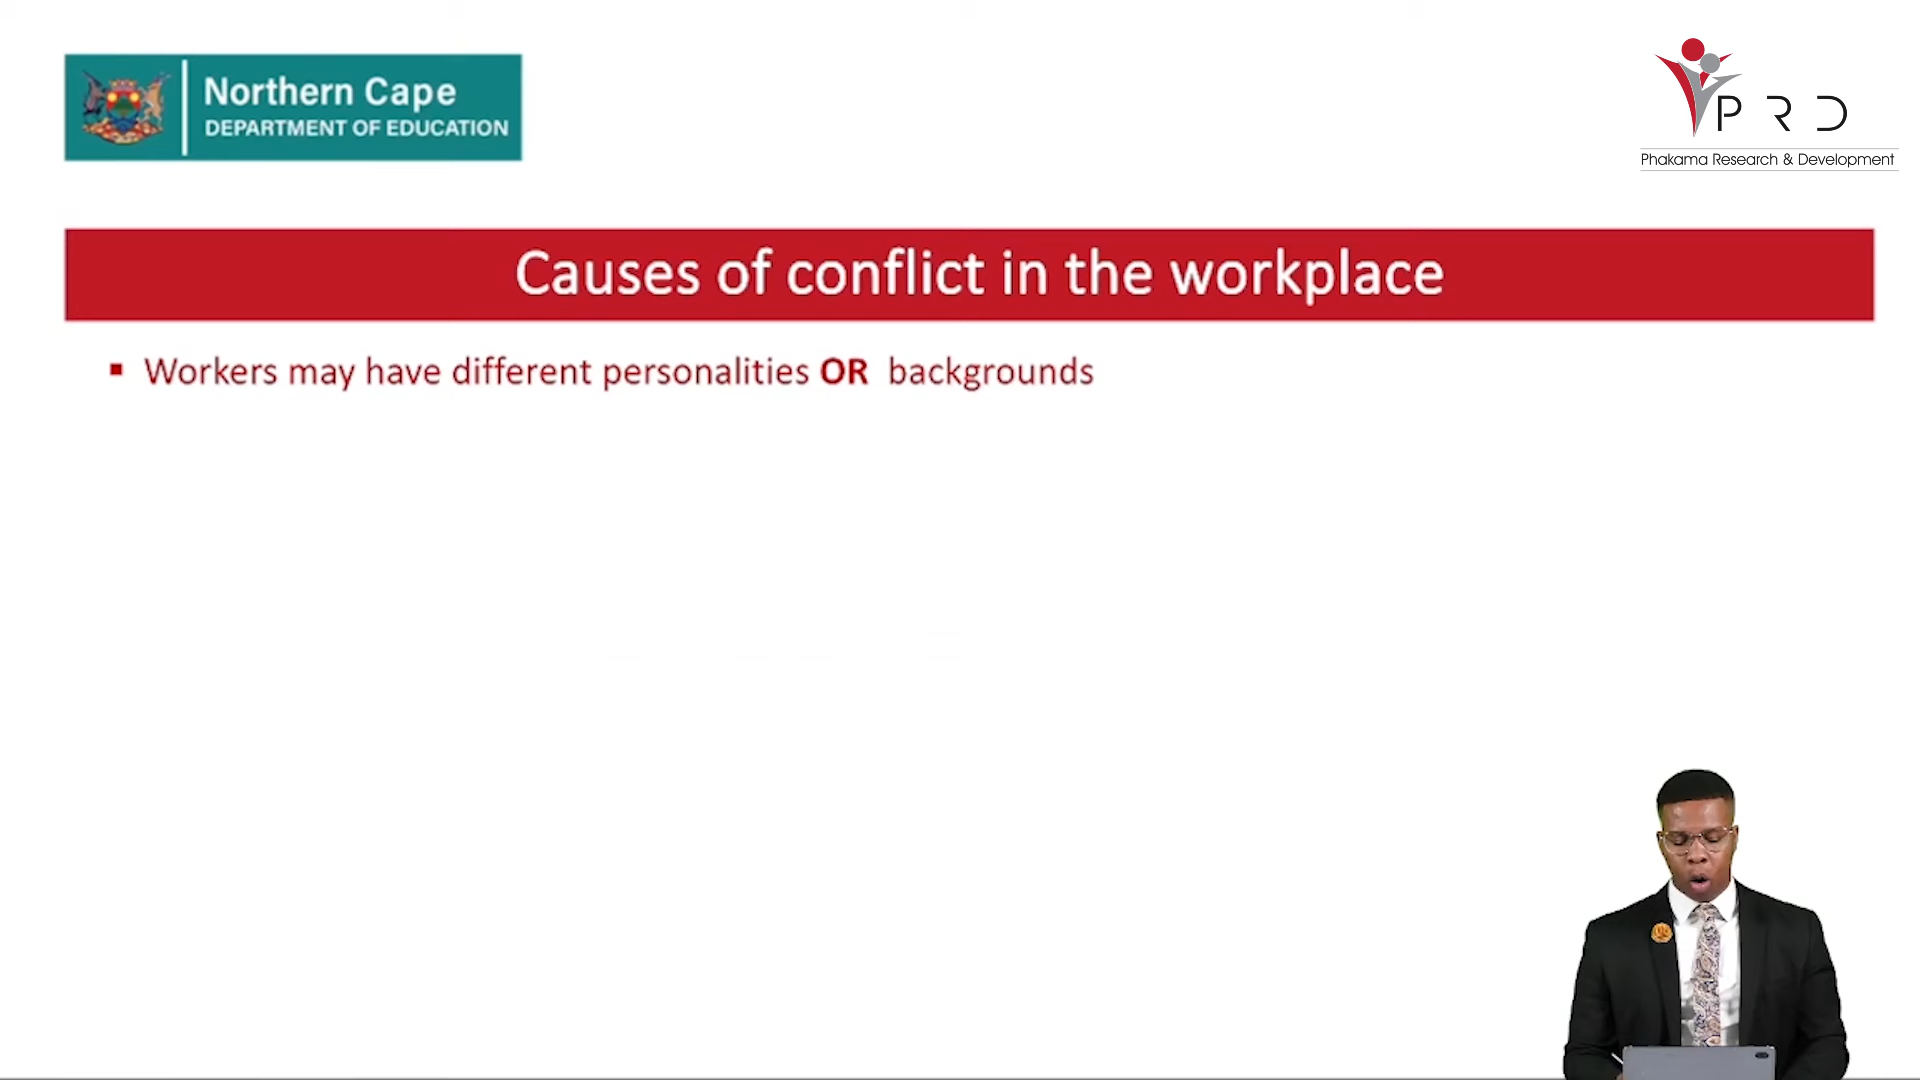 Northern Cape
DEPARTMENT OF EDUCATION
PRD
Phakama Research & Development
Causes of conflict in the workplace
▪ Workers may have different personalities OR backgrounds